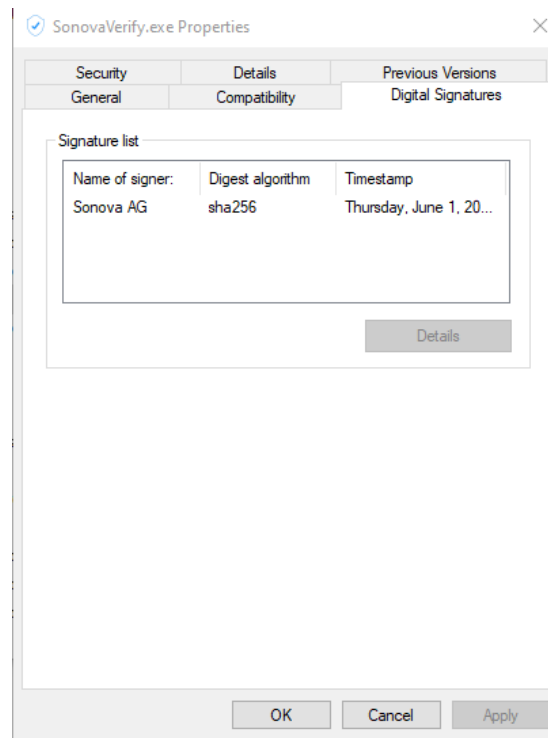 SonovaVerify.exe Properties
Security Details Previous Versions
General Compatibility Digital Signatures
Signature list
Name of signer: Digest algorithm Timestamp
Sonova AG sha256 Thursday, June 1, 20...
Details
OK Cancel Apply